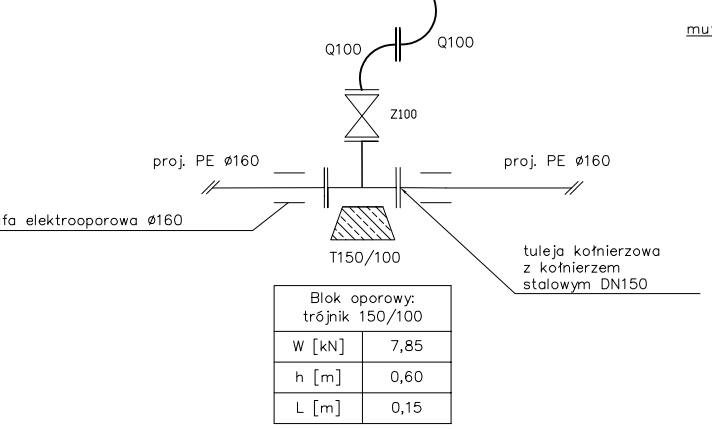 Q100
Q100
Z100
proj. PE Ø160
proj. PE Ø160
elektrooporowa Ø160
T150/100
tuleja kołnierzowa
z kołnierzem
stalowym DN150
Blok oporowy:
trójnik 150/100
W [kN] 7,85
h [m] 0,60
L [m] 0,15